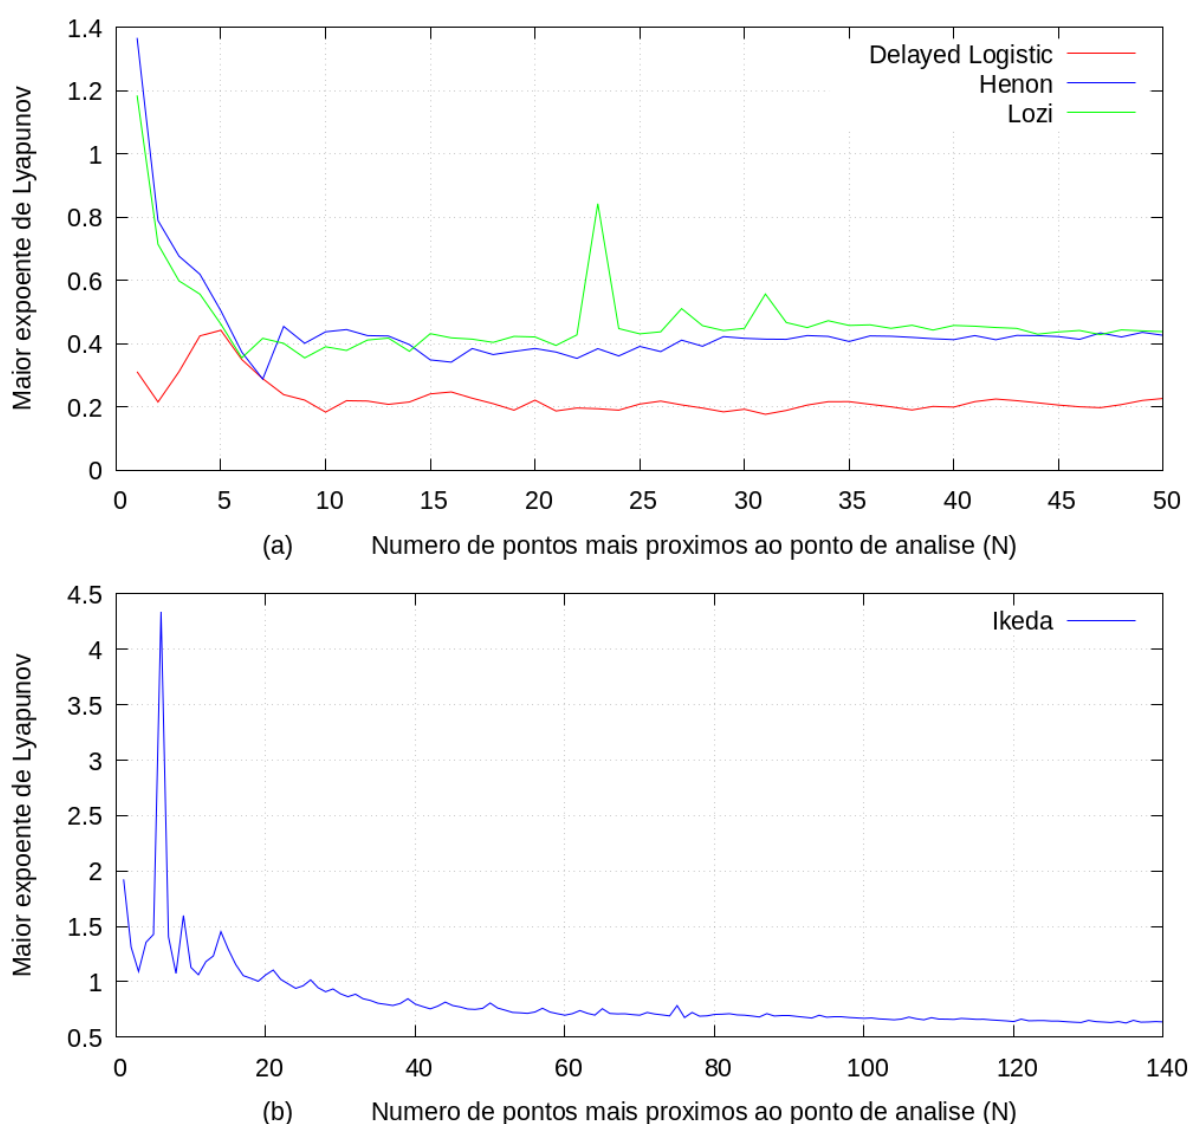 1.4
1.2
1
0.8
0.6
0.4
0.2
0
Maior expoente de Lyapunov
Delayed Logistic
Henon
Lozi
0 5 10 15 20 25 30 35 40 45 50
(a) Numero de pontos mais proximos ao ponto de analise (N)
4.5
4
3.5
3
2.5
2
1.5
1
0.5
Maior expoente de Lyapunov
Ikeda
0 20 40 60 80 100 120 140
(b) Numero de pontos mais proximos ao ponto de analise (N)